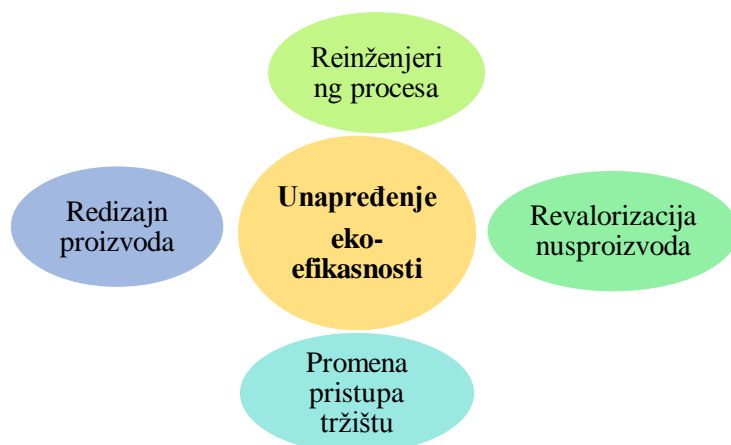 Reinženjeri
ng procesa
Redizajn
proizvoda
Unapređenje
eko-
efikasnosti
Revalorizacija
nusproizvoda
Promena
pristupa
tržištu